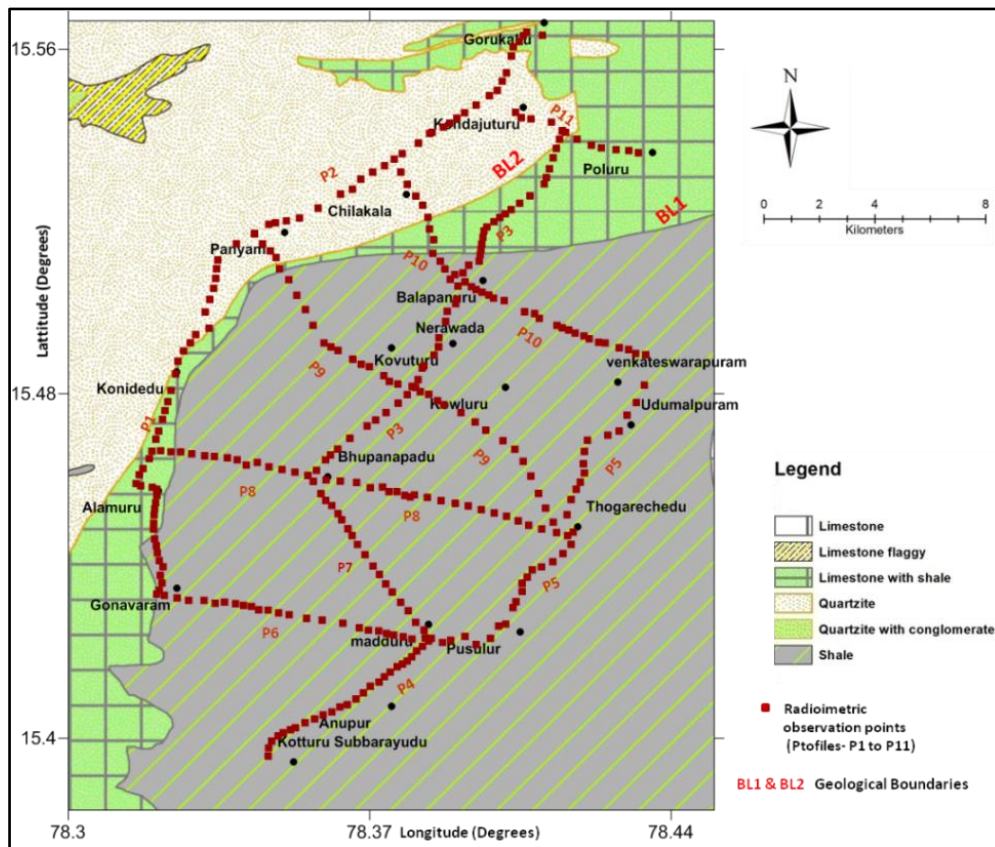 15.56
15.48
15.4
Lattitude (Degrees)
78.3
78.37
78.44
Longitude (Degrees)
Gorukallu
Kondajuturu
P11
Poluru
P2
BL2
BL1
Chilakala
P3
Panyam
P10
Balapanuru
Nerawada
P10
Kovuturu
venkateswarapuram
P9
Konidedu
Kowluru
Udumalpuram
P1
P3
P9
P5
Bhupanapadu
P8
P8
Thogarechedu
Alamuru
P7
P5
Gonavaram
P6
madduru
Pusulur
P4
Anupur
Kotturu Subbarayudu
N
0 2 4 8
Kilometers
Legend
Limestone
Limestone flaggy
Limestone with shale
Quartzite
Quartzite with conglomerate
Shale
Radioimetric
observation points
(Ptofiles- P1 to P11)
BL1 & BL2 Geological Boundaries